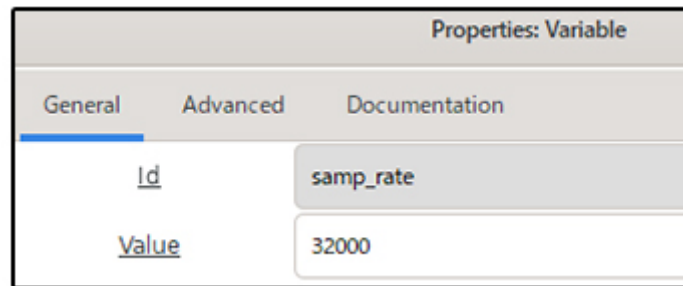 Properties: Variable
General Advanced Documentation
Id samp_rate
Value 32000